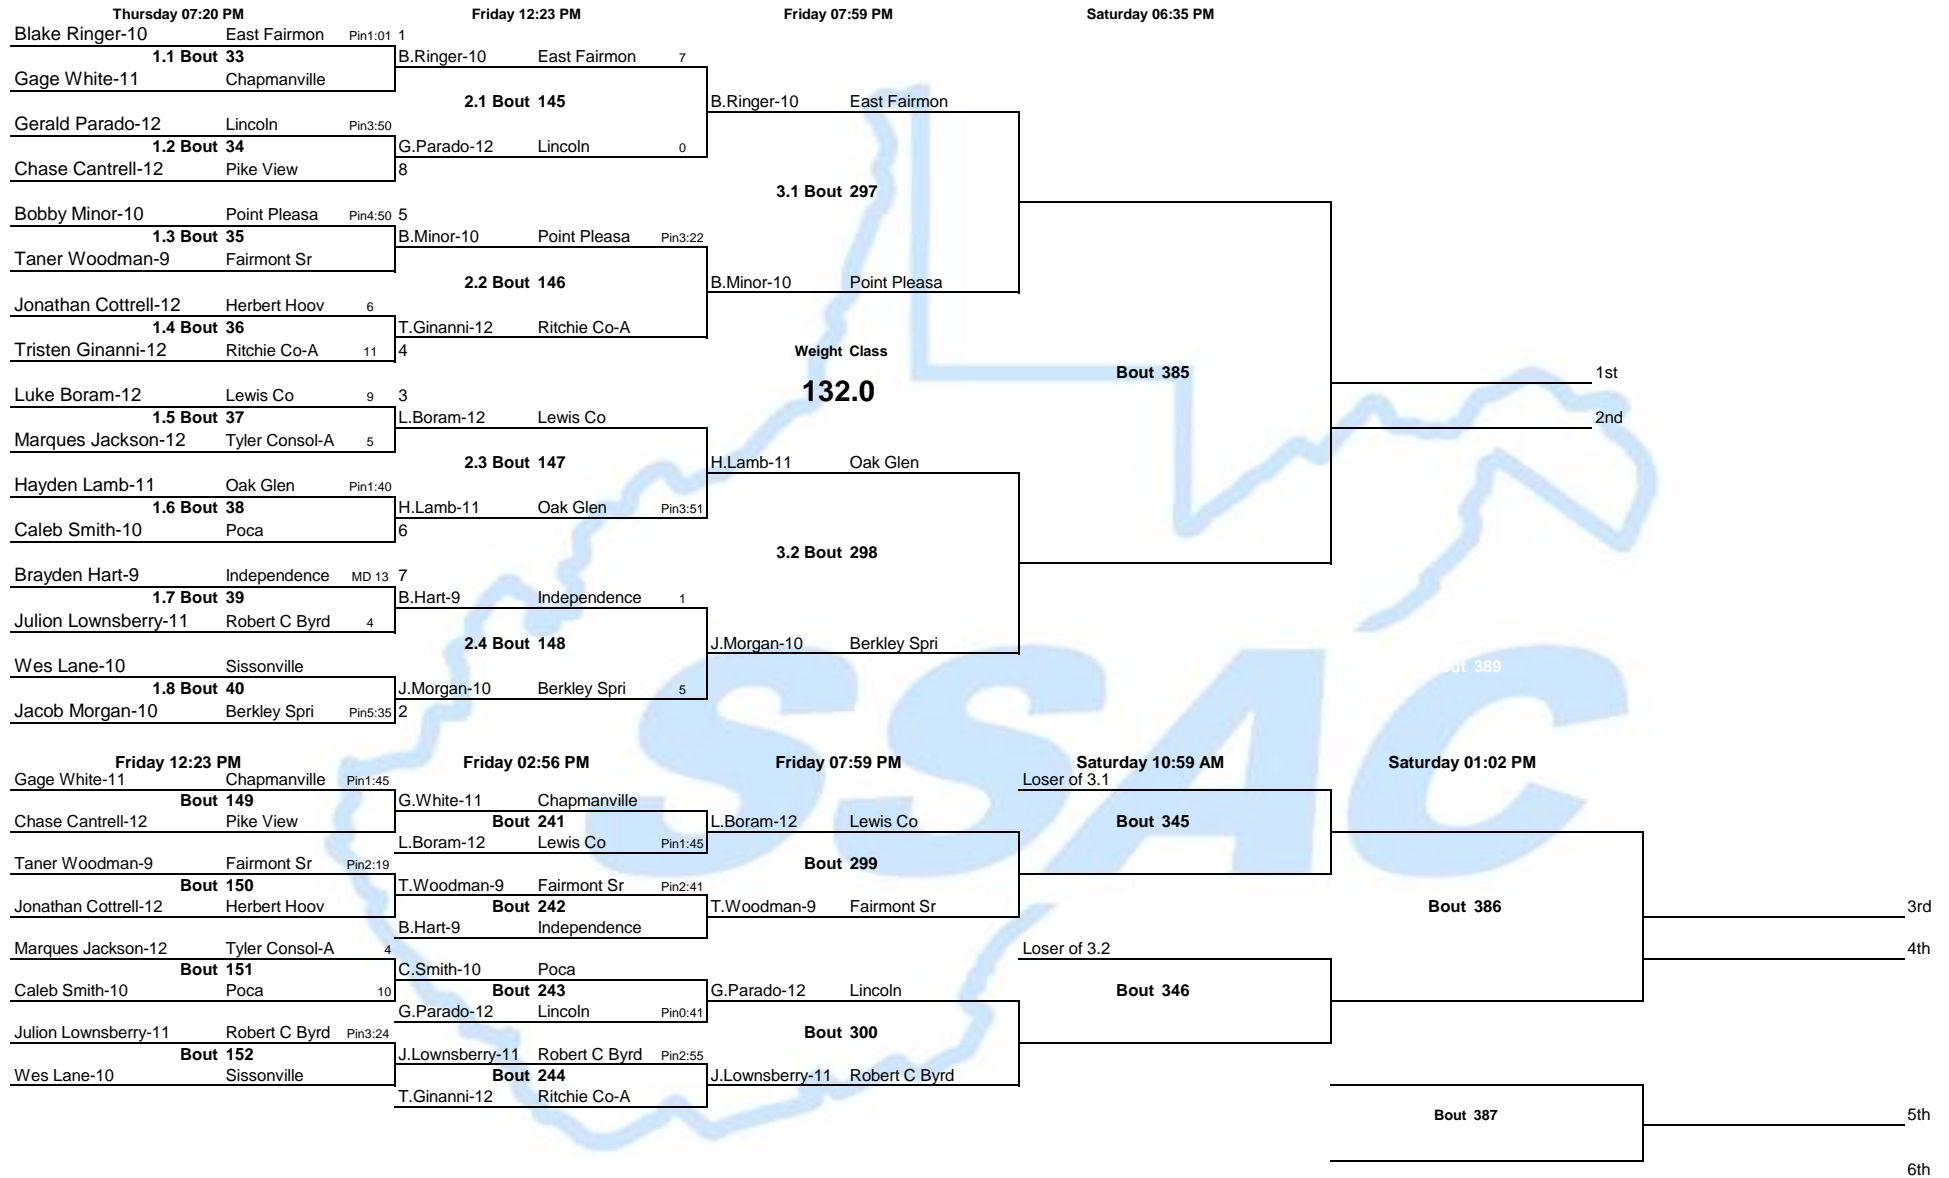 Thursday 07:20 PM Friday 12:23 PM Friday 07:59 PM Saturday 06:35 PM
Blake Ringer-10 East Fairmon Pin1:01 1
1.1 Bout 33 B.Ringer-10 East Fairmon 7
Gage White-11 Chapmanville
2.1 Bout 145 B.Ringer-10 East Fairmon
Gerald Parado-12 Lincoln Pin3:50
1.2 Bout 34 G.Parado-12 Lincoln 0
Chase Cantrell-12 Pike View 8
3.1 Bout 297
Bobby Minor-10 Point Pleasa Pin4:50 5
1.3 Bout 35 B.Minor-10 Point Pleasa Pin3:22
Taner Woodman-9 Fairmont Sr
2.2 Bout 146 B.Minor-10 Point Pleasa
Jonathan Cottrell-12 Herbert Hoov 6
1.4 Bout 36 T.Ginanni-12 Ritchie Co-A
Tristen Ginanni-12 Ritchie Co-A 11 4 Weight Class
Bout 385 1st
Luke Boram-12 Lewis Co 9 3 132.0
1.5 Bout 37 L.Boram-12 Lewis Co 2nd
Marques Jackson-12 Tyler Consol-A 5
2.3 Bout 147 H.Lamb-11 Oak Glen
Hayden Lamb-11 Oak Glen Pin1:40
1.6 Bout 38 H.Lamb-11 Oak Glen Pin3:51
Caleb Smith-10 Poca 6
3.2 Bout 298
Brayden Hart-9 Independence MD 13 7
1.7 Bout 39 B.Hart-9 Independence 1
Julion Lownsberry-11 Robert C Byrd 4
2.4 Bout 148 J.Morgan-10 Berkley Spri
Wes Lane-10 Sissonville 389
1.8 Bout 40 J.Morgan-10 Berkley Spri 5
Jacob Morgan-10 Berkley Spri Pin5:35 2
SSAC
Friday 12:23 PM Friday 02:56 PM Friday 07:59 PM Saturday 10:59 AM Saturday 01:02 PM
Gage White-11 Chapmanville Pin1:45 Loser of 3.1
Bout 149 G.White-11 Chapmanville
Chase Cantrell-12 Pike View Bout 241 L.Boram-12 Lewis Co Bout 345
L.Boram-12 Lewis Co Pin1:45
Taner Woodman-9 Fairmont Sr Pin2:19 Bout 299
Bout 150 T.Woodman-9 Fairmont Sr Pin2:41
Jonathan Cottrell-12 Herbert Hoov Bout 242 T.Woodman-9 Fairmont Sr Bout 386 3rd
B.Hart-9 Independence
Marques Jackson-12 Tyler Consol-A 4 Loser of 3.2 4th
Bout 151 C.Smith-10 Poca
Caleb Smith-10 Poca 10 Bout 243 G.Parado-12 Lincoln Bout 346
G.Parado-12 Lincoln Pin0:41
Julion Lownsberry-11 Robert C Byrd Pin3:24 Bout 300
Bout 152 J.Lownsberry-11 Robert C Byrd Pin2:55
Wes Lane-10 Sissonville Bout 244 J.Lownsberry-11 Robert C Byrd
T.Ginanni-12 Ritchie Co-A
Bout 387 5th
6th